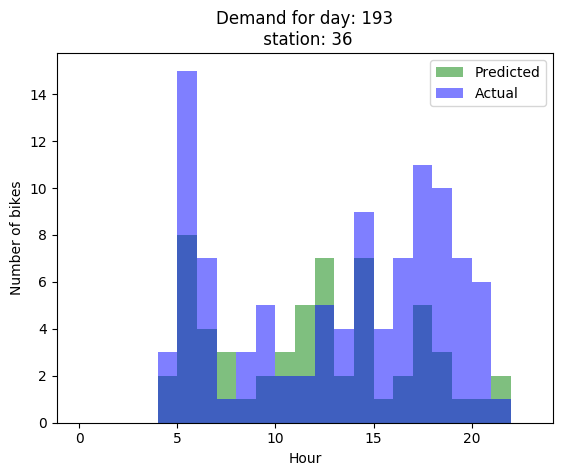 Demand for day: 193
station: 36
Predicted
Actual
Number of bikes
14
12
10
8
6
4
2
0
0
5
10
15
20
Hour